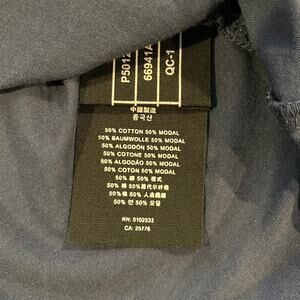 P5012
66941A
QC-1
中國製造
중국산
50% COTTON 50% MODAL
50% BAUMWOLLE 50% MODAL
50% ALGODÓN 50% MODAL
50% COTONE 50% MODAL
50% ALGODÃO 50% MODAL
50% COTON 50% MODAL
50% 綿 50%
50% 棉 50% 莫代尔纤维
50% 棉 50% 人造纖維
50% 면 50% 모달
RN: 0102533
CA: 25776